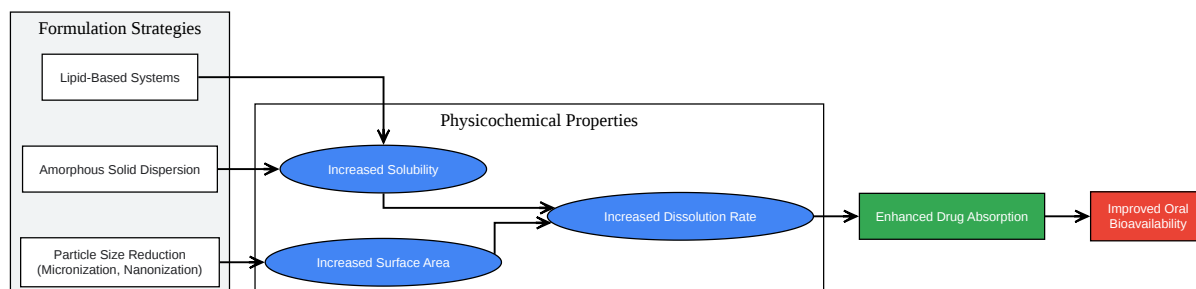 Formulation Strategies
Lipid-Based Systems
Physicochemical Properties
Amorphous Solid Dispersion
Increased Solubility
Increased Dissolution Rate
Enhanced Drug Absorption
Improved Oral
Bioavailability
Particle Size Reduction
(Micronization, Nanonization)
Increased Surface Area